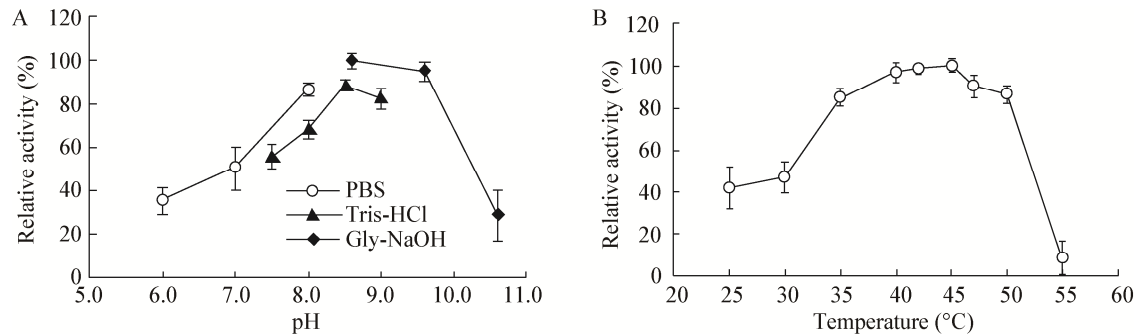 A
Relative activity (%)
120
100
80
60
40
20
0
5.0 6.0 7.0 8.0 9.0 10.0 11.0
pH
PBS
Tris-HCl
Gly-NaOH
B
Relative activity (%)
120
100
80
60
40
20
0
20 25 30 35 40 45 50 55 60
Temperature (°C)